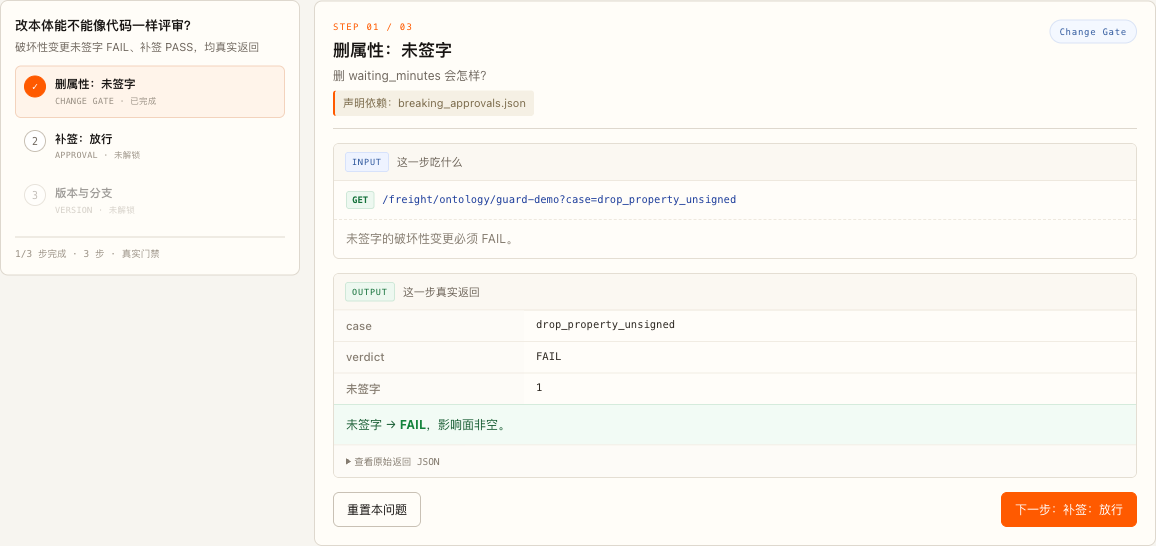 改本体能不能像代码一样评审?
破坏性变更未签字 FAIL、补签 PASS，均真实返回
✓
删属性：未签字
CHANGE GATE · 已完成
2
补签：放行
APPROVAL · 未解锁
3
版本与分支
VERSION · 未解锁
1/3 步完成 · 3 步 · 真实门禁
STEP 01 / 03
删属性：未签字
Change Gate
删 waiting_minutes 会怎样?
声明依赖：breaking_approvals.json
INPUT 这一步吃什么
GET /freight/ontology/guard-demo?case=drop_property_unsigned
未签字的破坏性变更必须 FAIL。
OUTPUT 这一步真实返回
case drop_property_unsigned
verdict FAIL
未签字 1
未签字 → FAIL，影响面非空。
▶ 查看原始返回 JSON
重置本问题
下一步：补签：放行